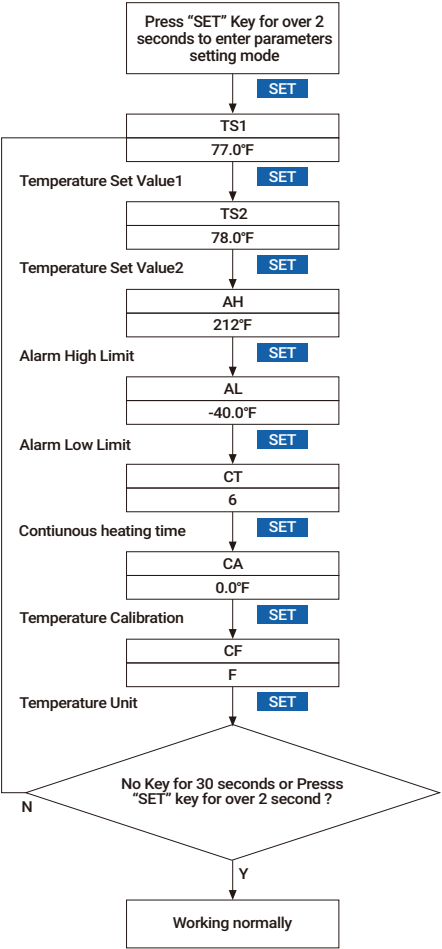 Press “SET” Key for over 2
seconds to enter parameters
setting mode
SET
TS1
77.0°F
Temperature Set Value1
SET
TS2
78.0°F
Temperature Set Value2
SET
AH
212°F
Alarm High Limit
SET
AL
-40.0°F
Alarm Low Limit
SET
CT
6
Contiunous heating time
SET
CA
0.0°F
Temperature Calibration
SET
CF
F
Temperature Unit
SET
No Key for 30 seconds or Presss
“SET” key for over 2 second ?
N
Y
Working normally